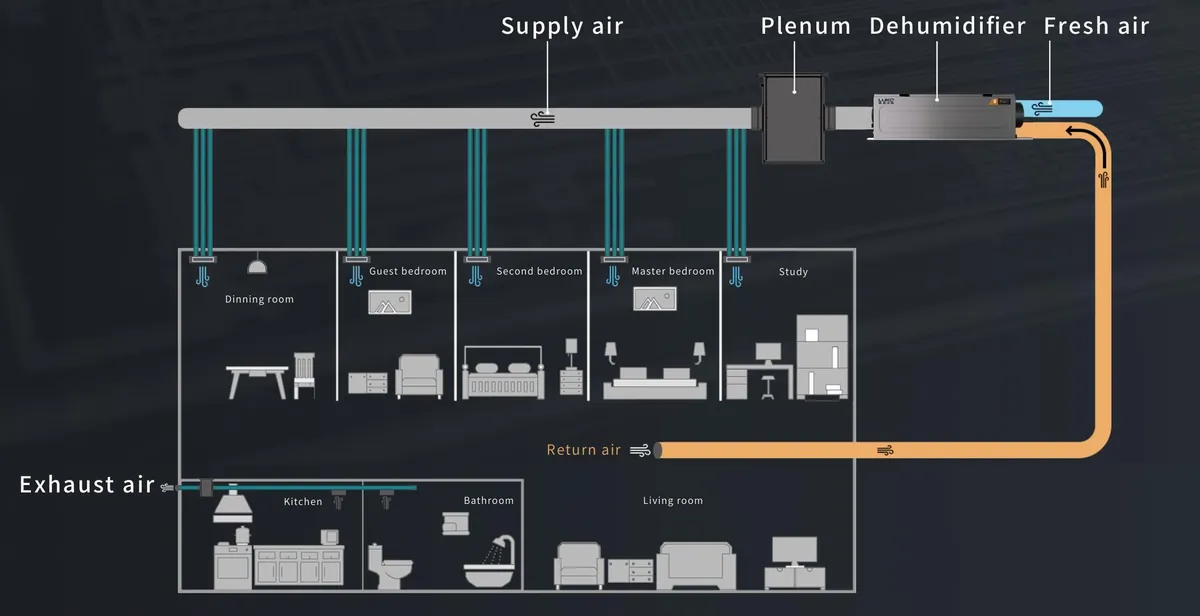 Supply air
Plenum
Dehumidifier
Fresh air
Guest bedroom
Second bedroom
Master bedroom
Study
Dinning room
Return air
Exhaust air
Kitchen
Bathroom
Living room